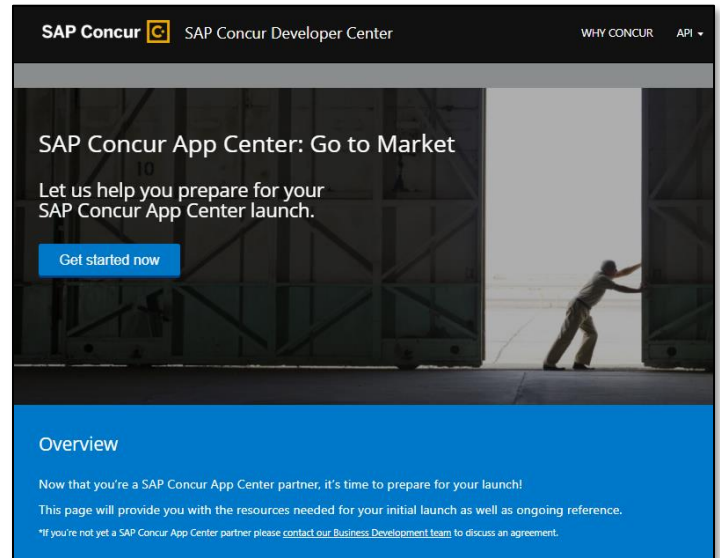 SAP Concur C SAP Concur Developer Center WHY CONCUR API
10
SAP Concur App Center: Go to Market
Let us help you prepare for your
SAP Concur App Center launch.
Get started now
Overview
Now that you're a SAP Concur App Center partner, it's time to prepare for your launch!
This page will provide you with the resources needed for your initial launch as well as ongoing reference.
*If you're not yet a SAP Concur App Center partner please contact our Business Development team to discuss an agreement.